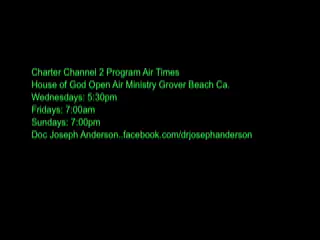 Charter Channel 2 Program Air Times
House of God Open Air Ministry Grover Beach Ca.
Wednesdays: 5:30pm
Fridays: 7:00am
Sundays: 7:00pm
Doc Joseph Anderson..facebook.com/drjosephanderson